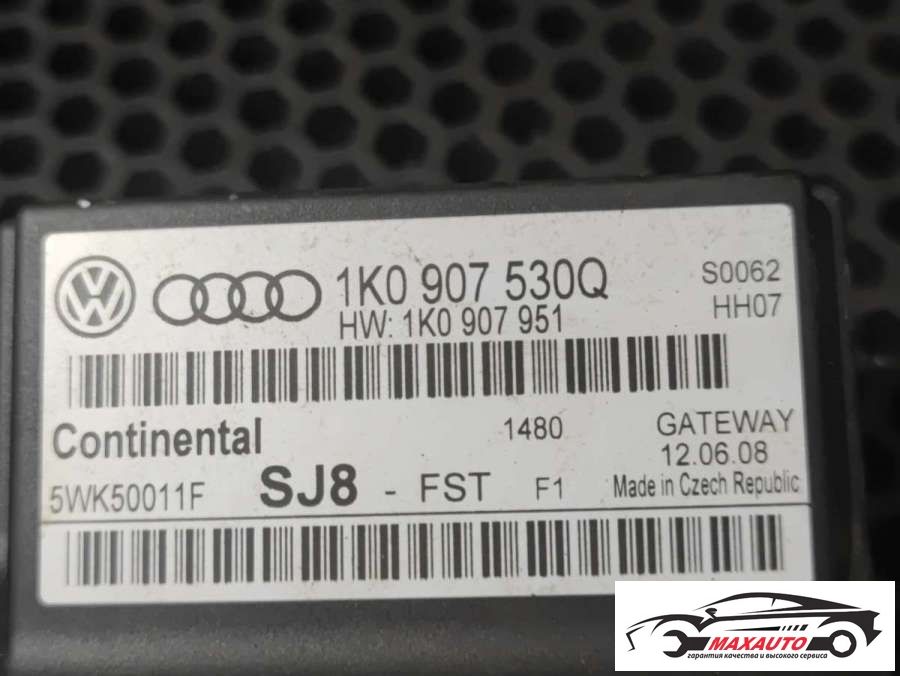 1K0 907 530Q
S0062
HW: 1K0 907 951
HH07
Continental
1480
GATEWAY
12.06.08
5WK50011F
SJ8 - FST F1
Made in Czech Republic
MAXAUTO
гарантия качества и высокого сервиса